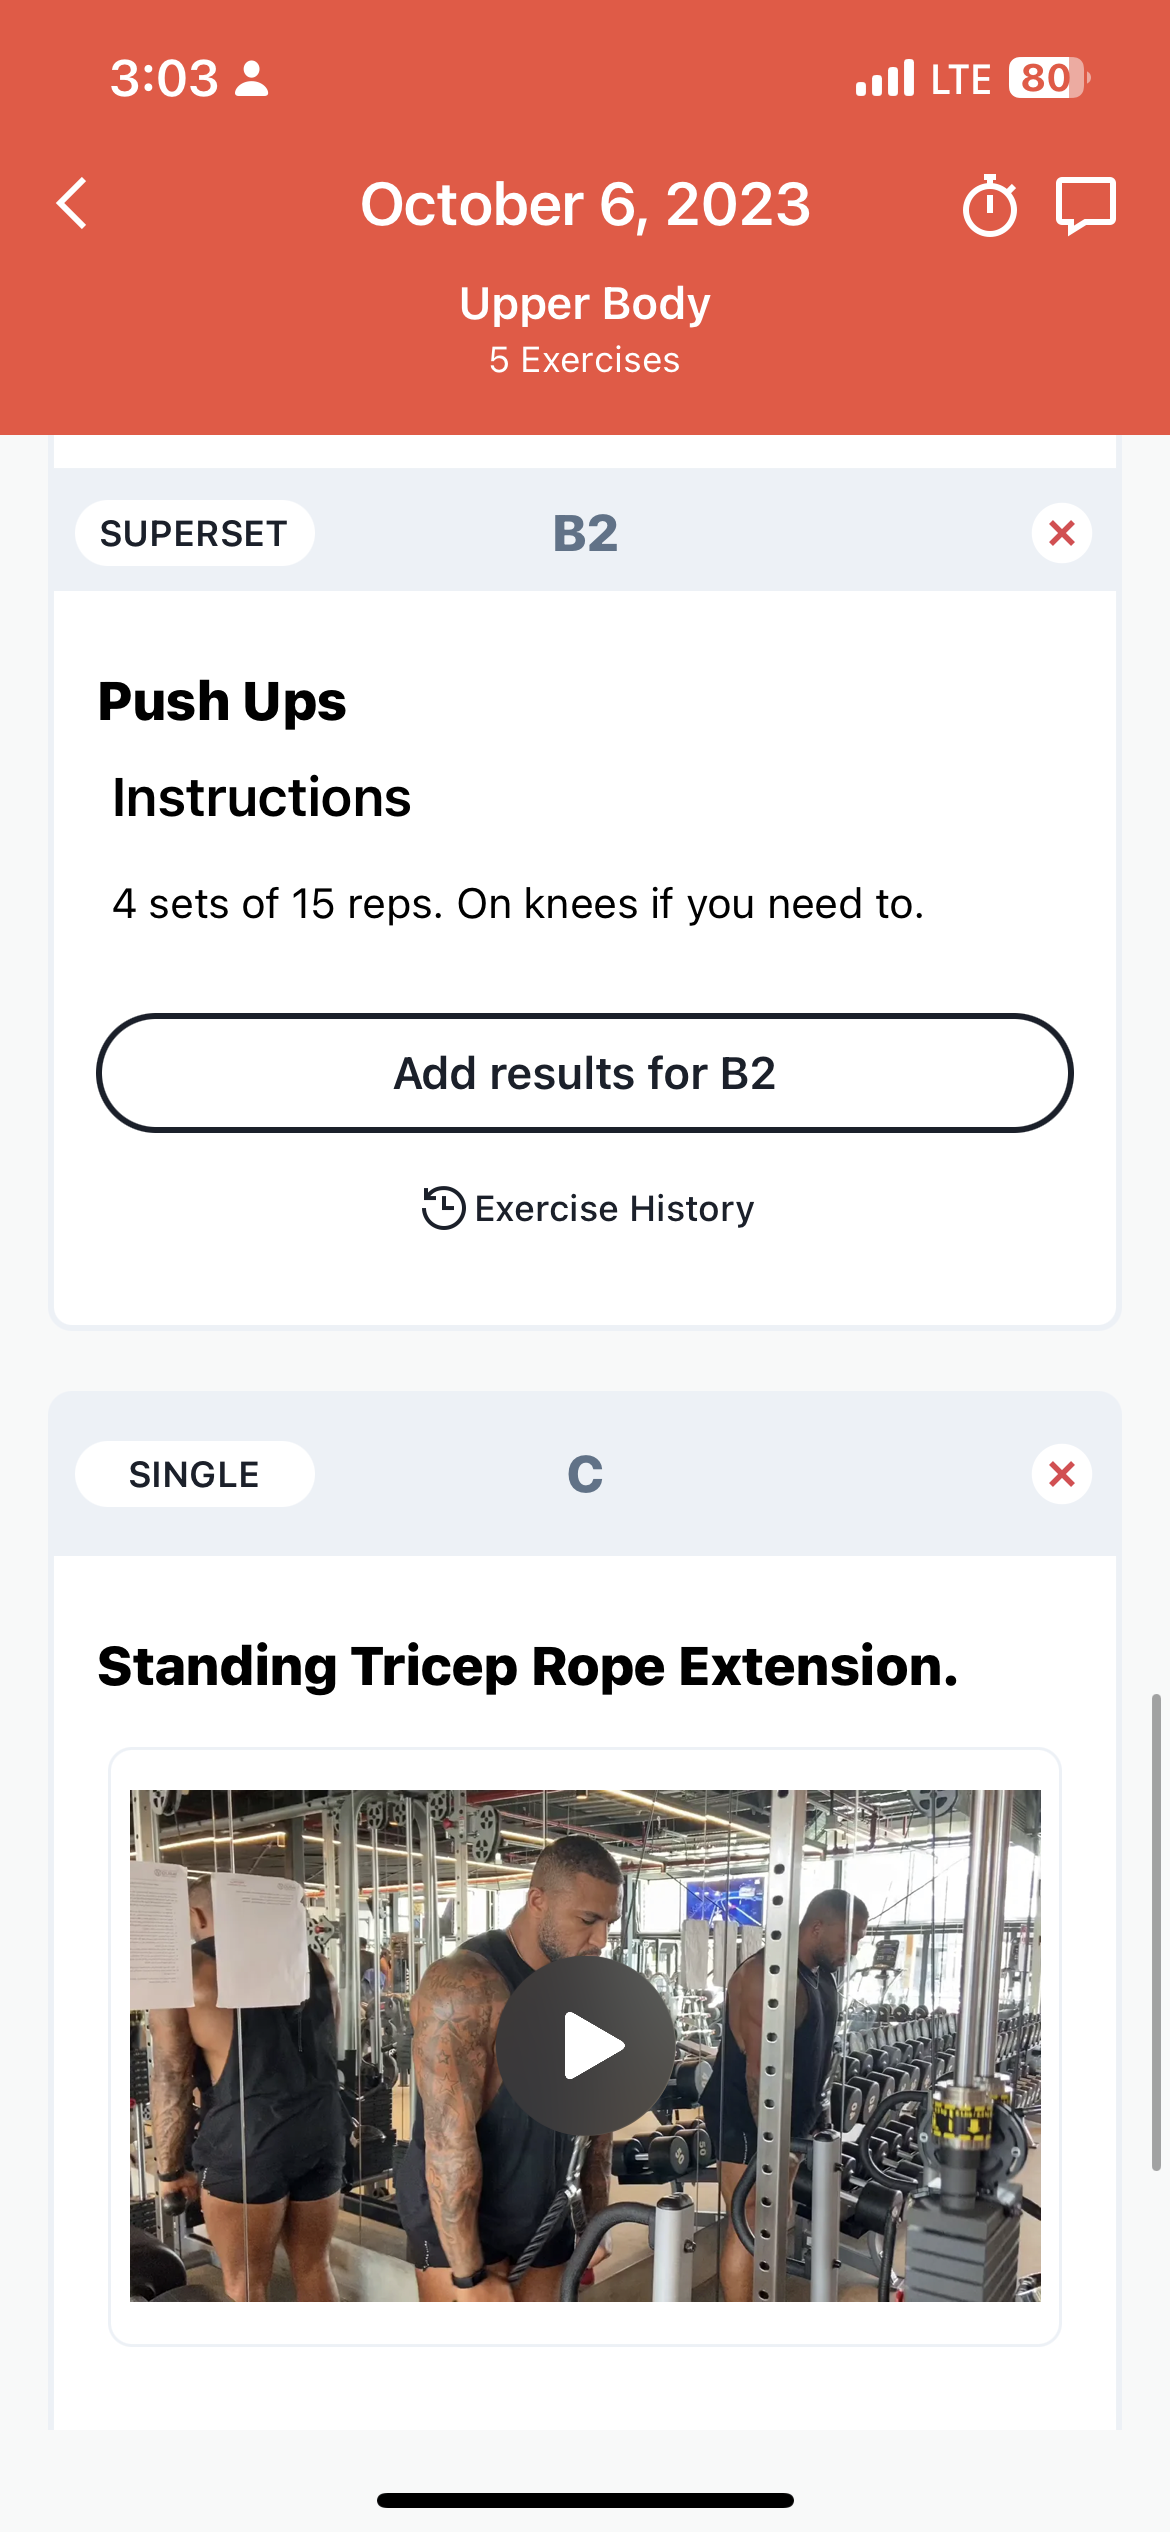 3:03 LTE 80
October 6, 2023
Upper Body
5 Exercises
SUPERSET B2
Push Ups
Instructions
4 sets of 15 reps. On knees if you need to.
Add results for B2
Exercise History
SINGLE C
Standing Tricep Rope Extension.
50
50